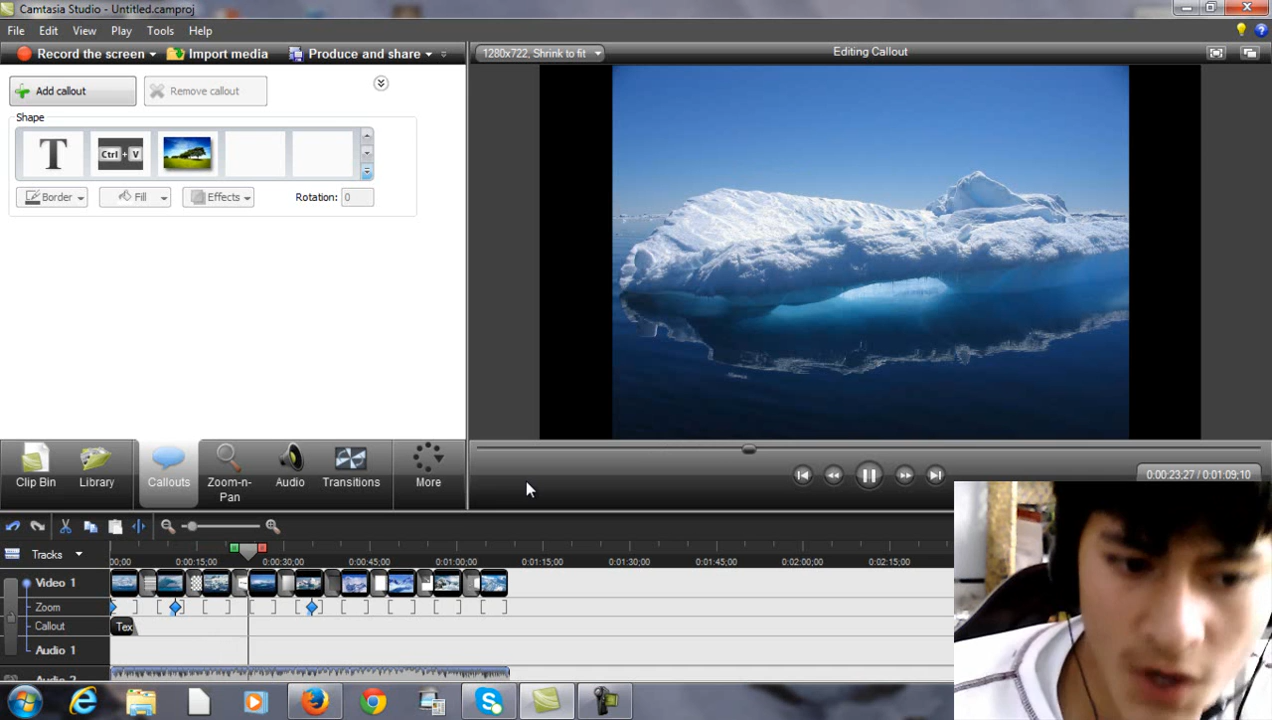 Camtasia Studio - Untitled.camproj
File Edit View Play Tools Help
Record the screen Import media Produce and share
1280x722, Shrink to fit
Editing Callout
Add callout
Remove callout
Shape
T
Ctrl + V
Border
Fill
Effects
Rotation: 0
Clip Bin
Library
Callouts
Zoom-n-Pan
Audio
Transitions
More
0:00:23;27 / 0:01:09;10
Tracks
00;00 0:00:15;00 0:00:30;00 0:00:45;00 0:01:00;00 0:01:15;00 0:01:30;00 0:01:45;00 0:02:00;00 0:02:15;00
Video 1
Zoom
Callout
Tex
Audio 1
Audio 2